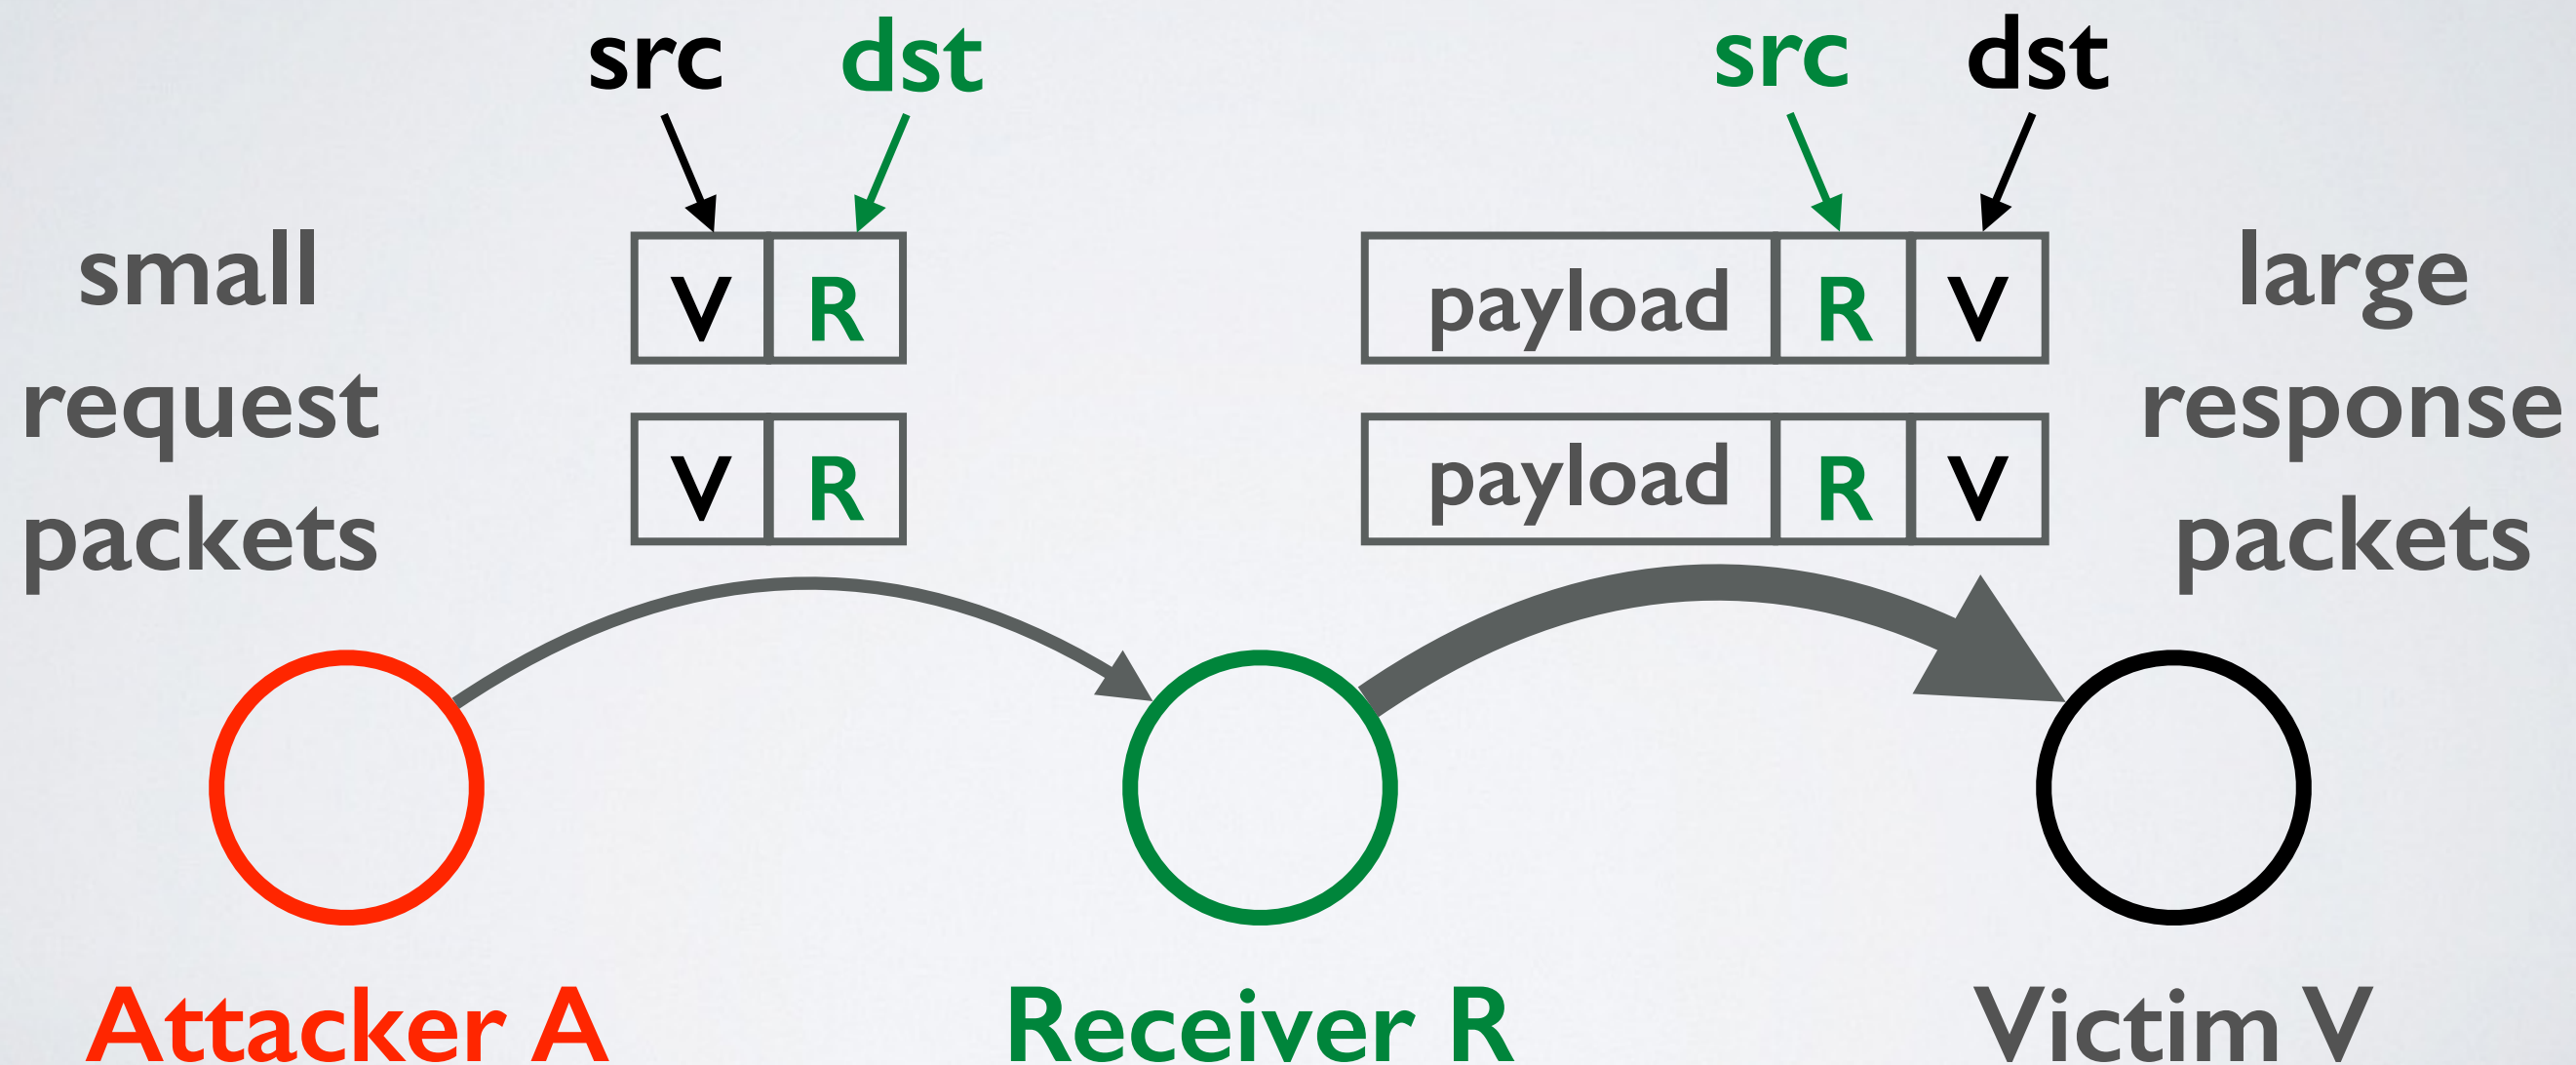 src dst
src dst
small
request
packets
V R
V R
payload R V
payload R V
large
response
packets
Attacker A
Receiver R
Victim V